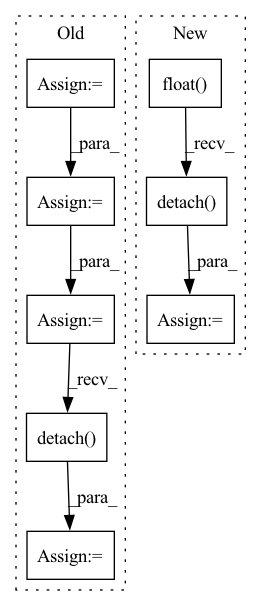 Old
Assign:=
_para_
Assign:=
_para_
Assign:=
_recv_
detach()
_para_
Assign:=
New
float()
_recv_
detach()
_para_
Assign:=